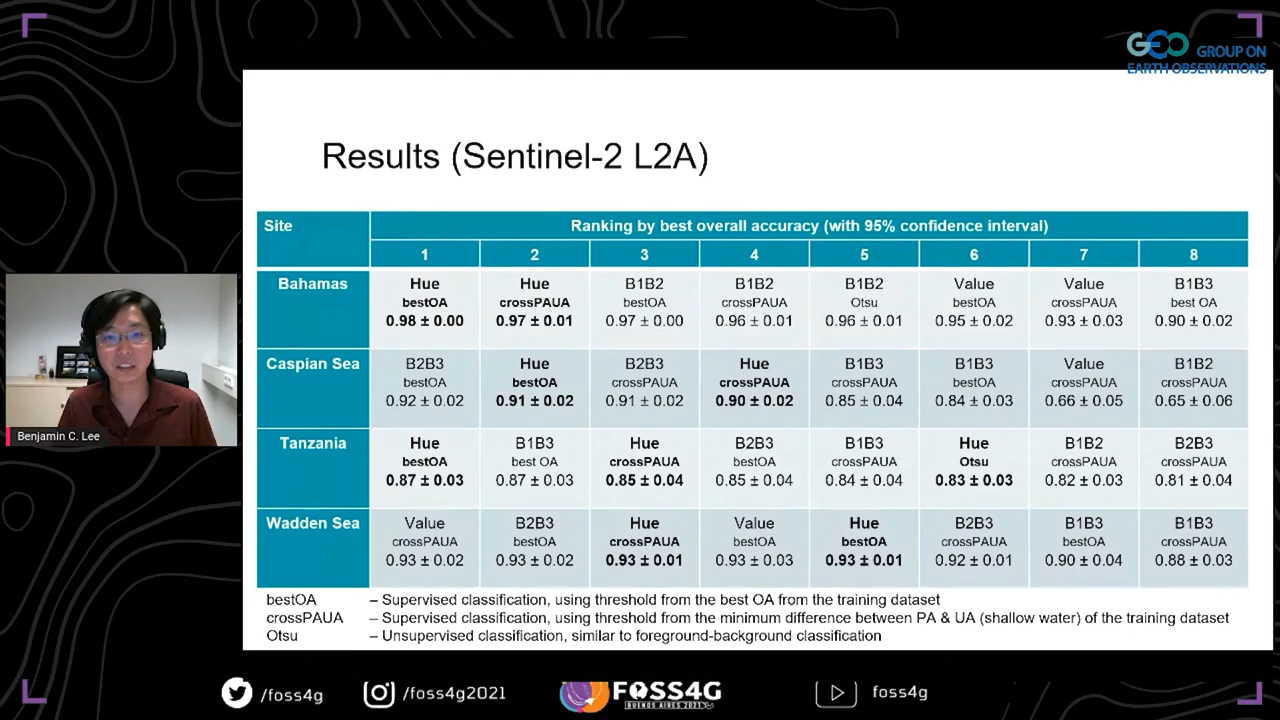 GEO GROUP ON
EARTH OBSERVATIONS
Results (Sentinel-2 L2A)
Site
Ranking by best overall accuracy (with 95% confidence interval)
1 2 3 4 5 6 7 8
Bahamas Hue Hue B1B2 B1B2 B1B2 Value Value B1B3
bestOA crossPAUA bestOA crossPAUA Otsu bestOA crossPAUA best OA
0.98 ± 0.00 0.97 ± 0.01 0.97 ± 0.00 0.96 ± 0.01 0.96 ± 0.01 0.95 ± 0.02 0.93 ± 0.03 0.90 ± 0.02
Caspian Sea B2B3 Hue B2B3 Hue B1B3 B1B3 Value B1B2
bestOA bestOA crossPAUA crossPAUA crossPAUA bestOA crossPAUA crossPAUA
0.92 ± 0.02 0.91 ± 0.02 0.91 ± 0.02 0.90 ± 0.02 0.85 ± 0.04 0.84 ± 0.03 0.66 ± 0.05 0.65 ± 0.06
Tanzania Hue B1B3 Hue B2B3 B1B3 Hue B1B2 B2B3
bestOA best OA crossPAUA bestOA crossPAUA Otsu crossPAUA crossPAUA
0.87 ± 0.03 0.87 ± 0.03 0.85 ± 0.04 0.85 ± 0.04 0.84 ± 0.04 0.83 ± 0.03 0.82 ± 0.03 0.81 ± 0.04
Wadden Sea Value B2B3 Hue Value Hue B2B3 B1B3 B1B3
crossPAUA bestOA crossPAUA bestOA bestOA crossPAUA bestOA crossPAUA
0.93 ± 0.02 0.93 ± 0.02 0.93 ± 0.01 0.93 ± 0.03 0.93 ± 0.01 0.92 ± 0.01 0.90 ± 0.04 0.88 ± 0.03
bestOA – Supervised classification, using threshold from the best OA from the training dataset
crossPAUA – Supervised classification, using threshold from the minimum difference between PA & UA (shallow water) of the training dataset
Otsu – Unsupervised classification, similar to foreground-background classification
Benjamin C. Lee
/foss4g
/foss4g2021
FOSS4G
BUENOS AIRES 2021
foss4g